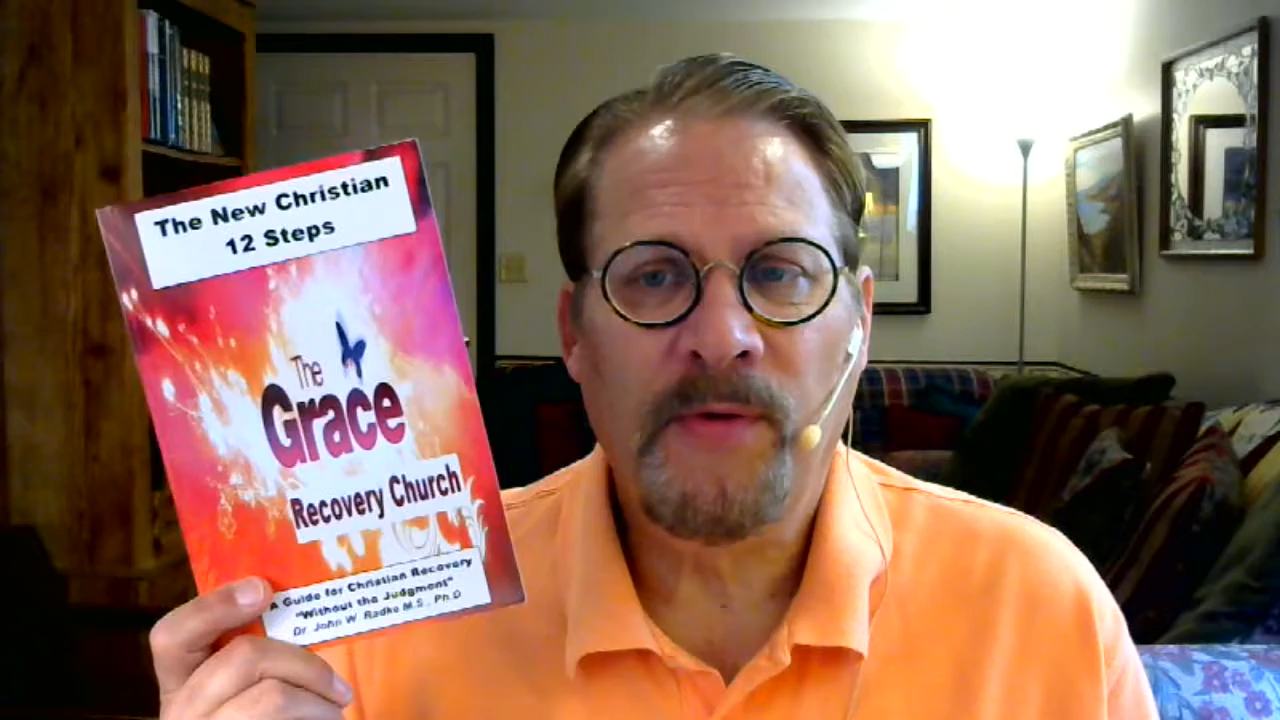 The New Christian
12 Steps
The
Grace
Recovery Church
A Guide for Christian Recovery
"Without the Judgment"
Dr. John W. Radke M.S., Ph.D